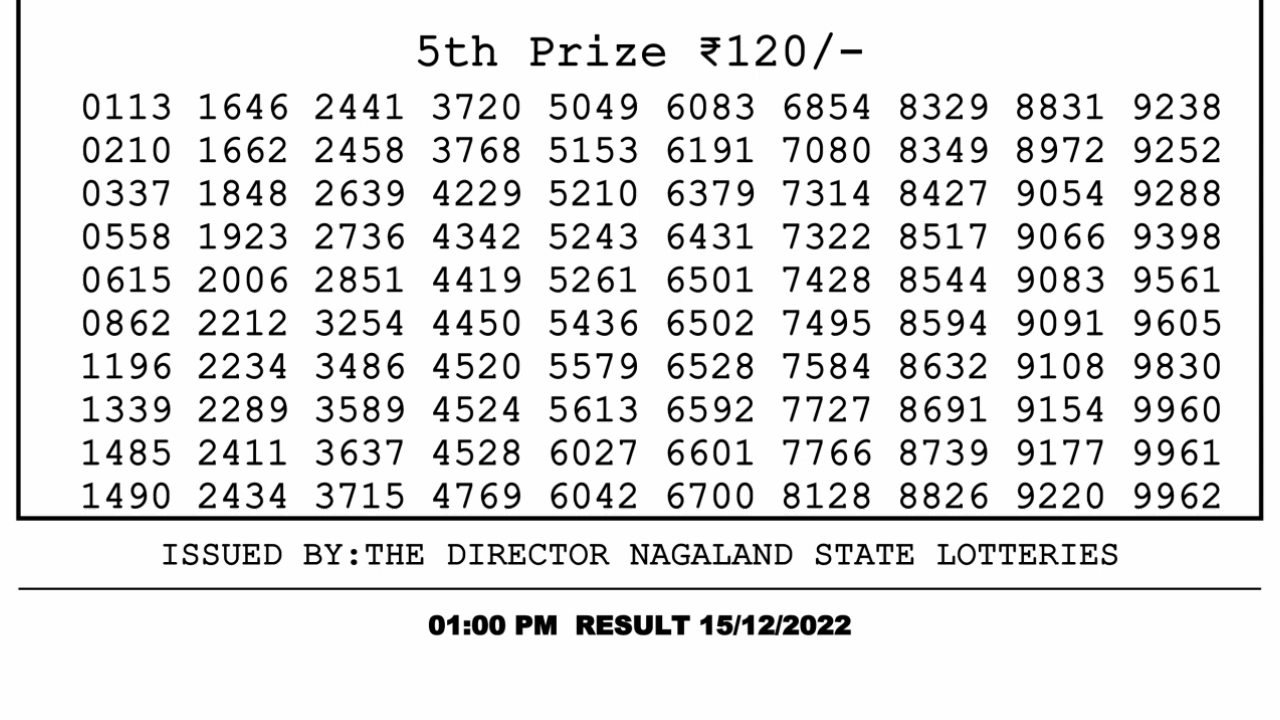 5th Prize ₹120/-
0113 1646 2441 3720 5049 6083 6854 8329 8831 9238
0210 1662 2458 3768 5153 6191 7080 8349 8972 9252
0337 1848 2639 4229 5210 6379 7314 8427 9054 9288
0558 1923 2736 4342 5243 6431 7322 8517 9066 9398
0615 2006 2851 4419 5261 6501 7428 8544 9083 9561
0862 2212 3254 4450 5436 6502 7495 8594 9091 9605
1196 2234 3486 4520 5579 6528 7584 8632 9108 9830
1339 2289 3589 4524 5613 6592 7727 8691 9154 9960
1485 2411 3637 4528 6027 6601 7766 8739 9177 9961
1490 2434 3715 4769 6042 6700 8128 8826 9220 9962
ISSUED BY:THE DIRECTOR NAGALAND STATE LOTTERIES
01:00 PM RESULT 15/12/2022